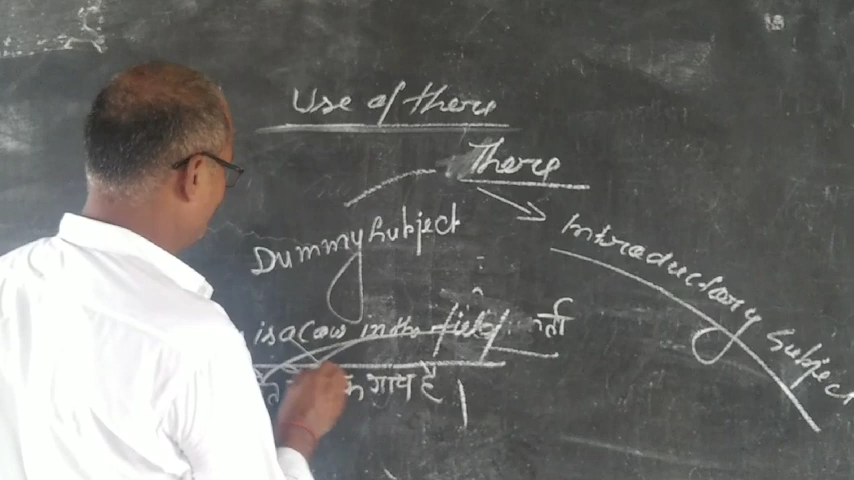 Use of there
There
Dummy Subject
Introductory Subject
is a cow in the field
गाय है।